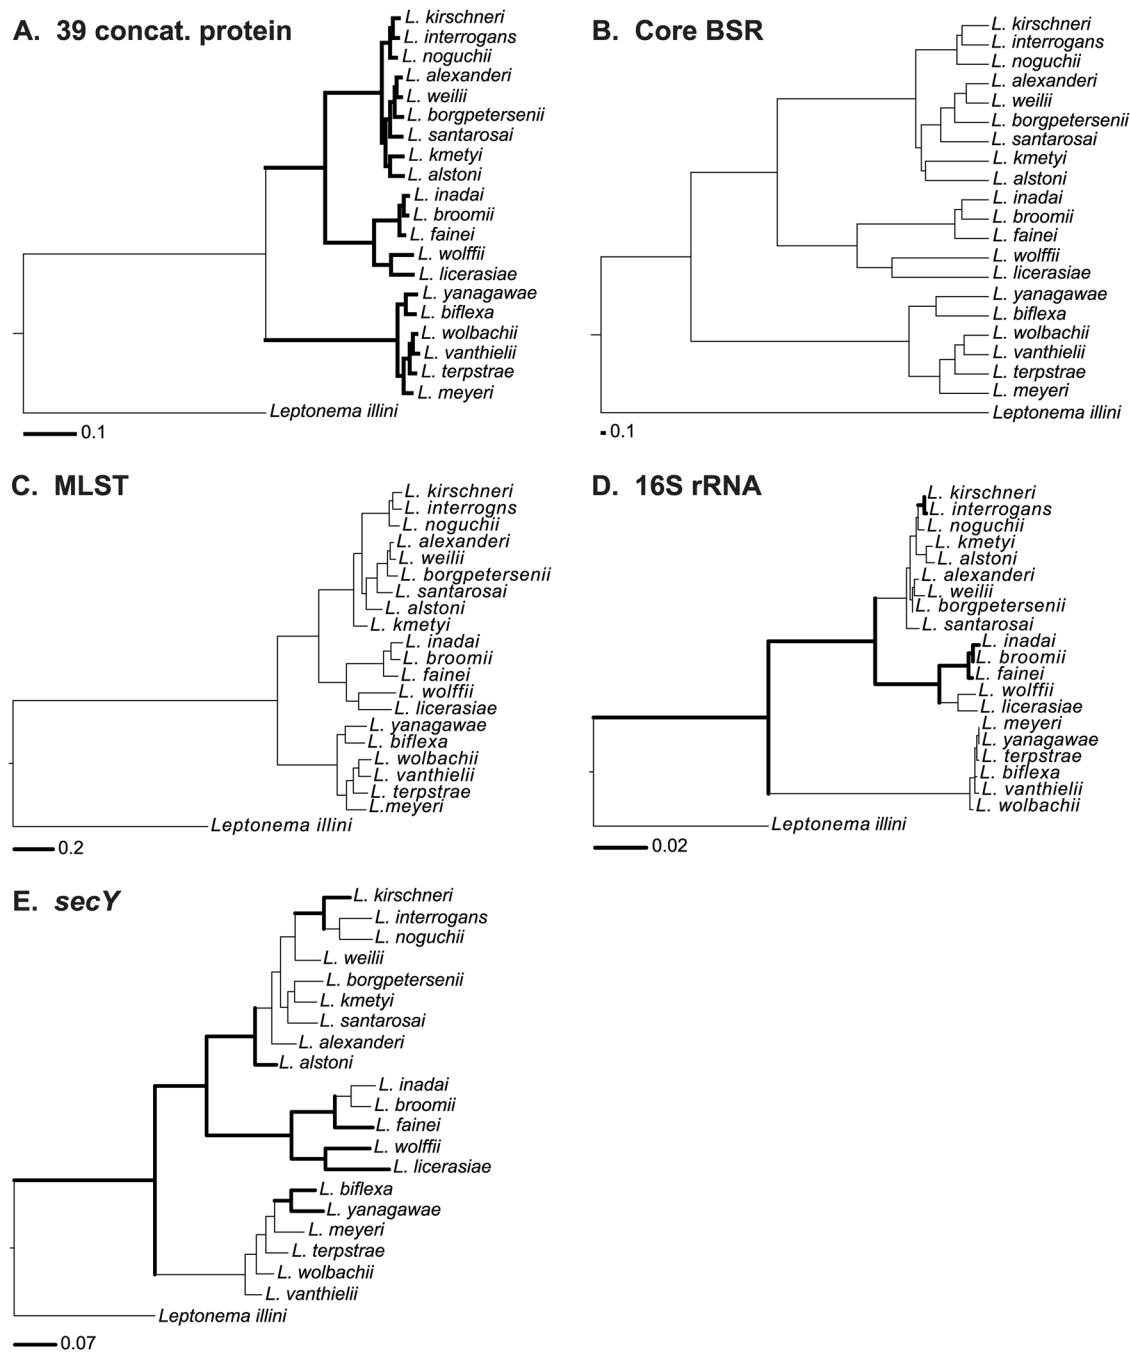 A. 39 concat. protein
L. kirschneri
L. interrogans
L. noguchii
L. alexanderi
L. weilii
L. borgpetersenii
L. santarosai
L. kmetyi
L. alstoni
L. inadai
L. broomii
L. fainei
L. wolffii
L. licerasiae
L. yanagawae
L. biflexa
L. wolbachii
L. vanthielii
L. terpstrae
L. meyeri
Leptonema illini
0.1
B. Core BSR
L. kirschneri
L. interrogans
L. noguchii
L. alexanderi
L. weilii
L. borgpetersenii
L. santarosai
L. kmetyi
L. alstoni
L. inadai
L. broomii
L. fainei
L. wolffii
L. licerasiae
L. yanagawae
L. biflexa
L. wolbachii
L. vanthielii
L. terpstrae
L. meyeri
Leptonema illini
0.1
C. MLST
L. kirschneri
L. interrogns
L. noguchii
L. alexanderi
L. weilii
L. borgpetersenii
L. santarosai
L. alstoni
L. kmetyi
L. inadai
L. broomii
L. fainei
L. wolffii
L. licerasiae
L. yanagawae
L. biflexa
L. wolbachii
L. vanthielii
L. terpstrae
L.meyeri
Leptonema illini
0.2
D. 16S rRNA
L. kirschneri
L. interrogans
L. noguchii
L. kmetyi
L. alstoni
L. alexanderi
L. weilii
L. borgpetersenii
L. santarosai
L. inadai
L. broomii
L. fainei
L. wolffii
L. licerasiae
L. meyeri
L. yanagawae
L. terpstrae
L. biflexa
L. vanthielii
L. wolbachii
Leptonema illini
0.02
E. secY
L. kirschneri
L. interrogans
L. noguchii
L. weilii
L. borgpetersenii
L. kmetyi
L. santarosai
L. alexanderi
L. alstoni
L. inadai
L. broomii
L. fainei
L. wolffii
L. licerasiae
L. biflexa
L. yanagawae
L. meyeri
L. terpstrae
L. wolbachii
L. vanthielii
Leptonema illini
0.07